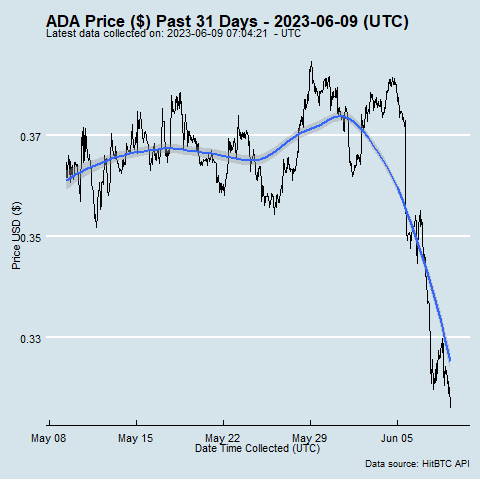 ADA Price ($) Past 31 Days - 2023-06-09 (UTC)
Latest data collected on: 2023-06-09 07:04:21 - UTC
0.37
0.35
0.33
Price USD ($)
May 08 May 15 May 22 May 29 Jun 05
Date Time Collected (UTC)
Data source: HitBTC API